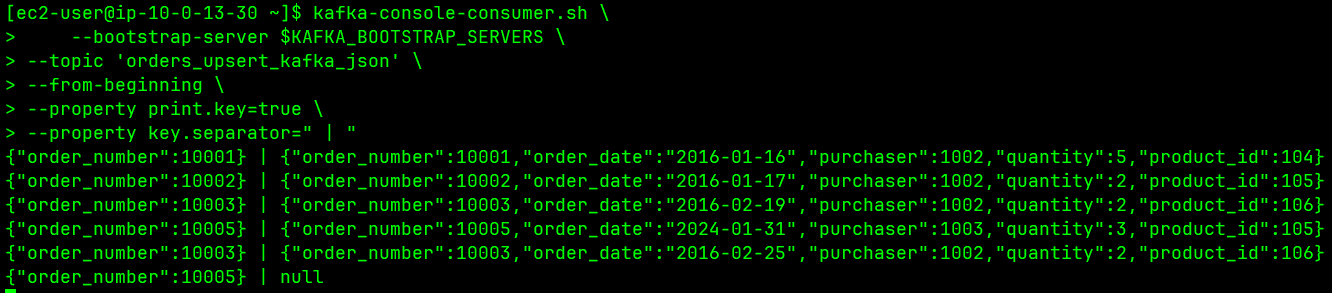 [ec2-user@ip-10-0-13-30 ~]$ kafka-console-consumer.sh \
>     --bootstrap-server $KAFKA_BOOTSTRAP_SERVERS \
> --topic 'orders_upsert_kafka_json' \
> --from-beginning \
> --property print.key=true \
> --property key.separator=" | "
{"order_number":10001} | {"order_number":10001,"order_date":"2016-01-16","purchaser":1002,"quantity":5,"product_id":104}
{"order_number":10002} | {"order_number":10002,"order_date":"2016-01-17","purchaser":1002,"quantity":2,"product_id":105}
{"order_number":10003} | {"order_number":10003,"order_date":"2016-02-19","purchaser":1002,"quantity":2,"product_id":106}
{"order_number":10005} | {"order_number":10005,"order_date":"2024-01-31","purchaser":1003,"quantity":3,"product_id":105}
{"order_number":10003} | {"order_number":10003,"order_date":"2016-02-25","purchaser":1002,"quantity":2,"product_id":106}
{"order_number":10005} | null